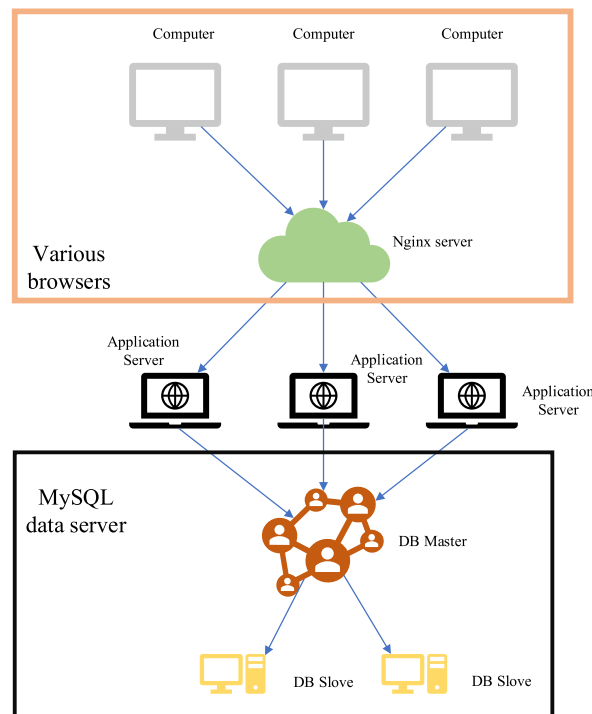 Computer
Computer
Computer
Nginx server
Various
browsers
Application
Server
Application
Server
Application
Server
MySQL
data server
DB Master
DB Slove
DB Slove